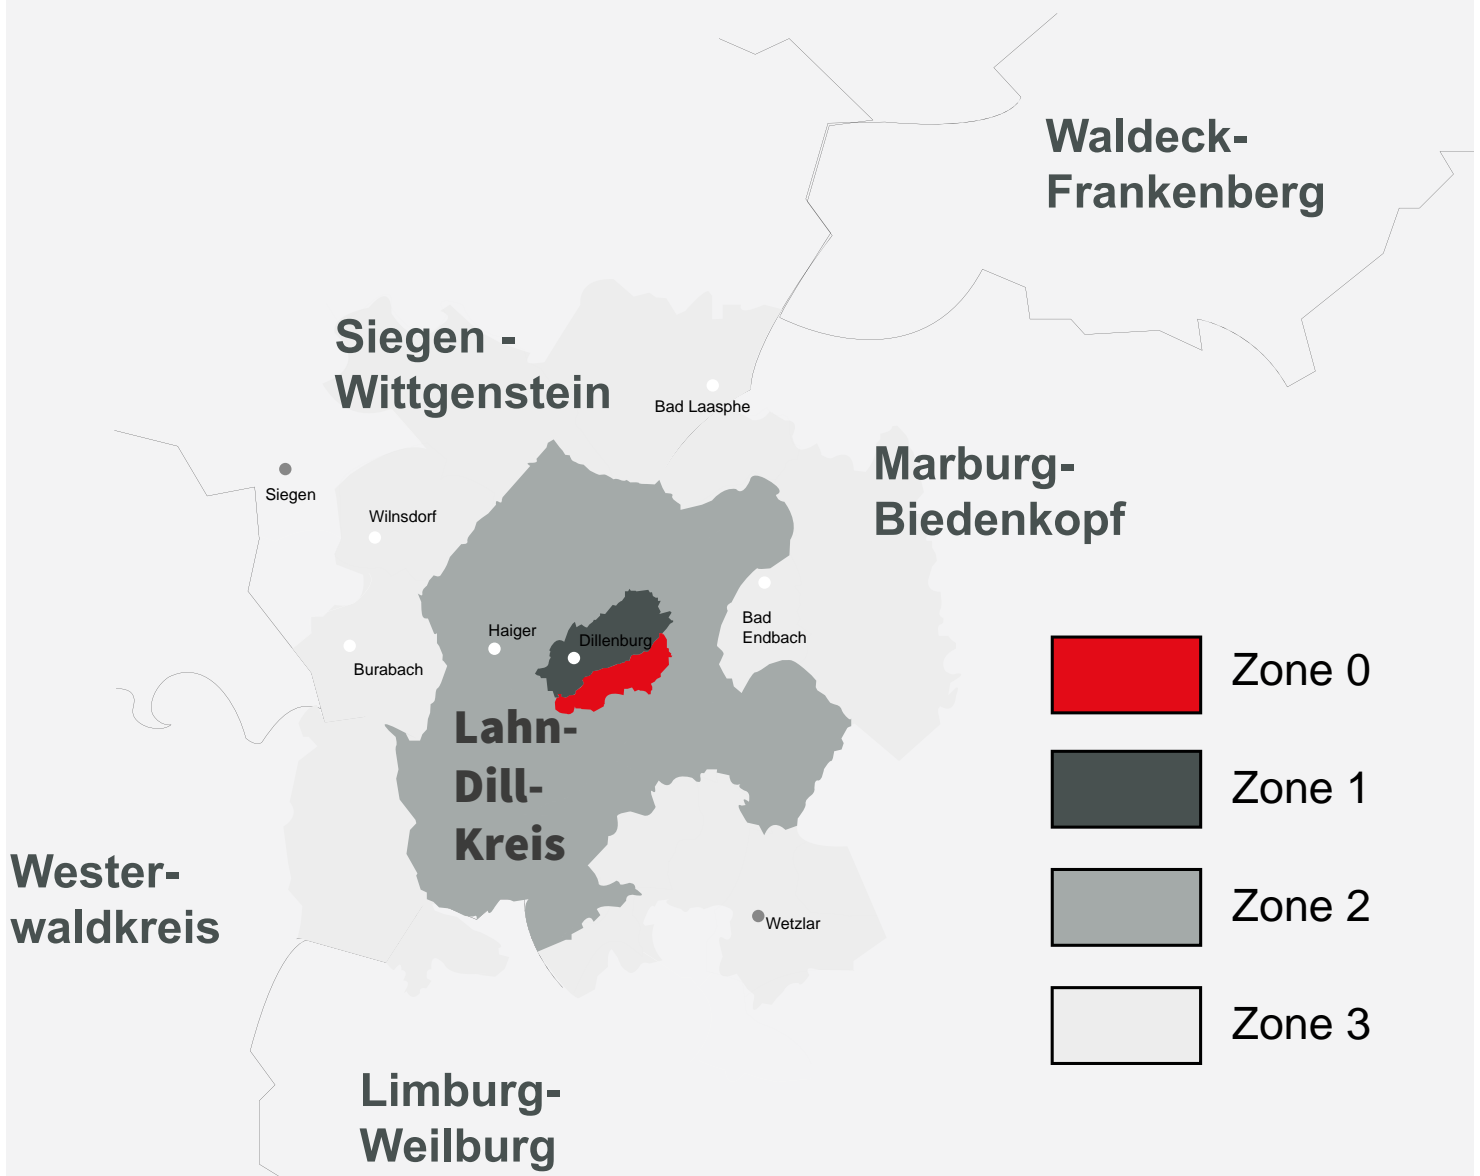 Waldeck-
Frankenberg
Siegen -
Wittgenstein
Bad Laasphe
Marburg-
Biedenkopf
Siegen
Wilnsdorf
Bad
Endbach
Haiger
Dillenburg
Burabach
Zone 0
Lahn-
Dill-
Kreis
Zone 1
Wester-
waldkreis
Zone 2
Wetzlar
Zone 3
Limburg-
Weilburg